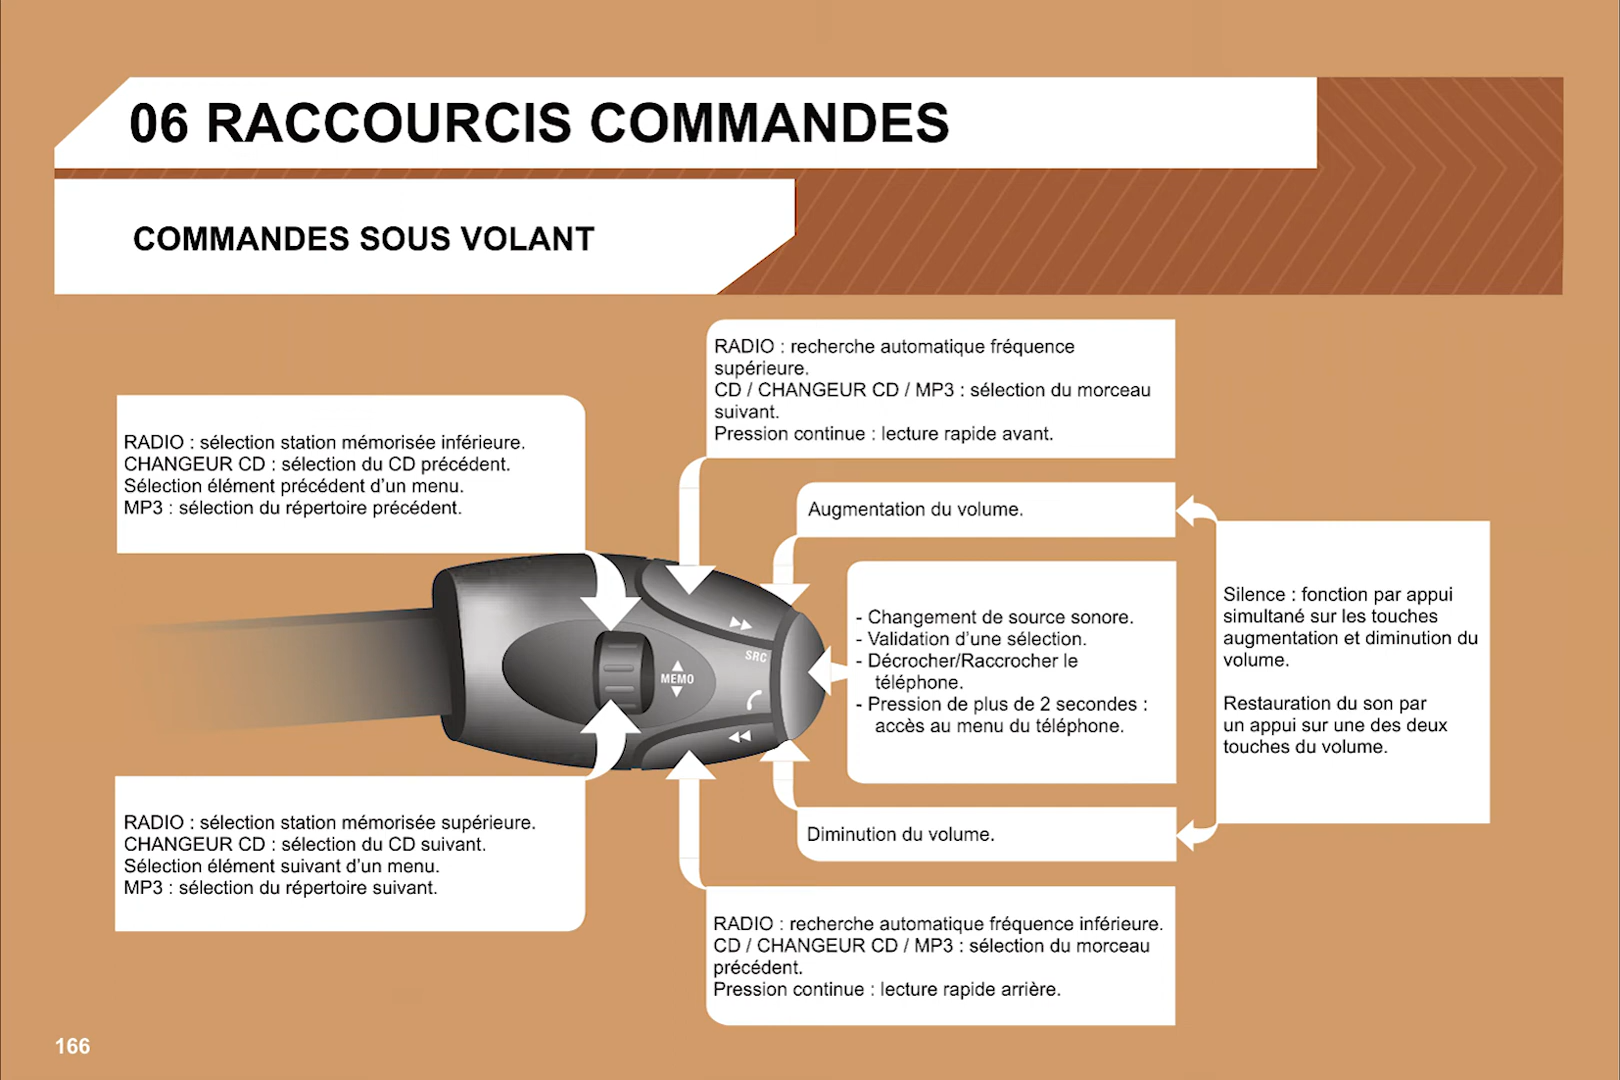 06 RACCOURCIS COMMANDES
COMMANDES SOUS VOLANT
RADIO : recherche automatique fréquence
supérieure.
CD / CHANGEUR CD / MP3 : sélection du morceau
suivant.
Pression continue : lecture rapide avant.
RADIO : sélection station mémorisée inférieure.
CHANGEUR CD : sélection du CD précédent.
Sélection élément précédent d'un menu.
MP3 : sélection du répertoire précédent.
Augmentation du volume.
- Changement de source sonore.
- Validation d'une sélection.
- Décrocher/Raccrocher le
téléphone.
- Pression de plus de 2 secondes :
accès au menu du téléphone.
Silence : fonction par appui
simultané sur les touches
augmentation et diminution du
volume.
Restauration du son par
un appui sur une des deux
touches du volume.
SRC
MEMO
RADIO : sélection station mémorisée supérieure.
CHANGEUR CD : sélection du CD suivant.
Sélection élément suivant d'un menu.
MP3 : sélection du répertoire suivant.
Diminution du volume.
RADIO : recherche automatique fréquence inférieure.
CD / CHANGEUR CD / MP3 : sélection du morceau
précédent.
Pression continue : lecture rapide arrière.
166